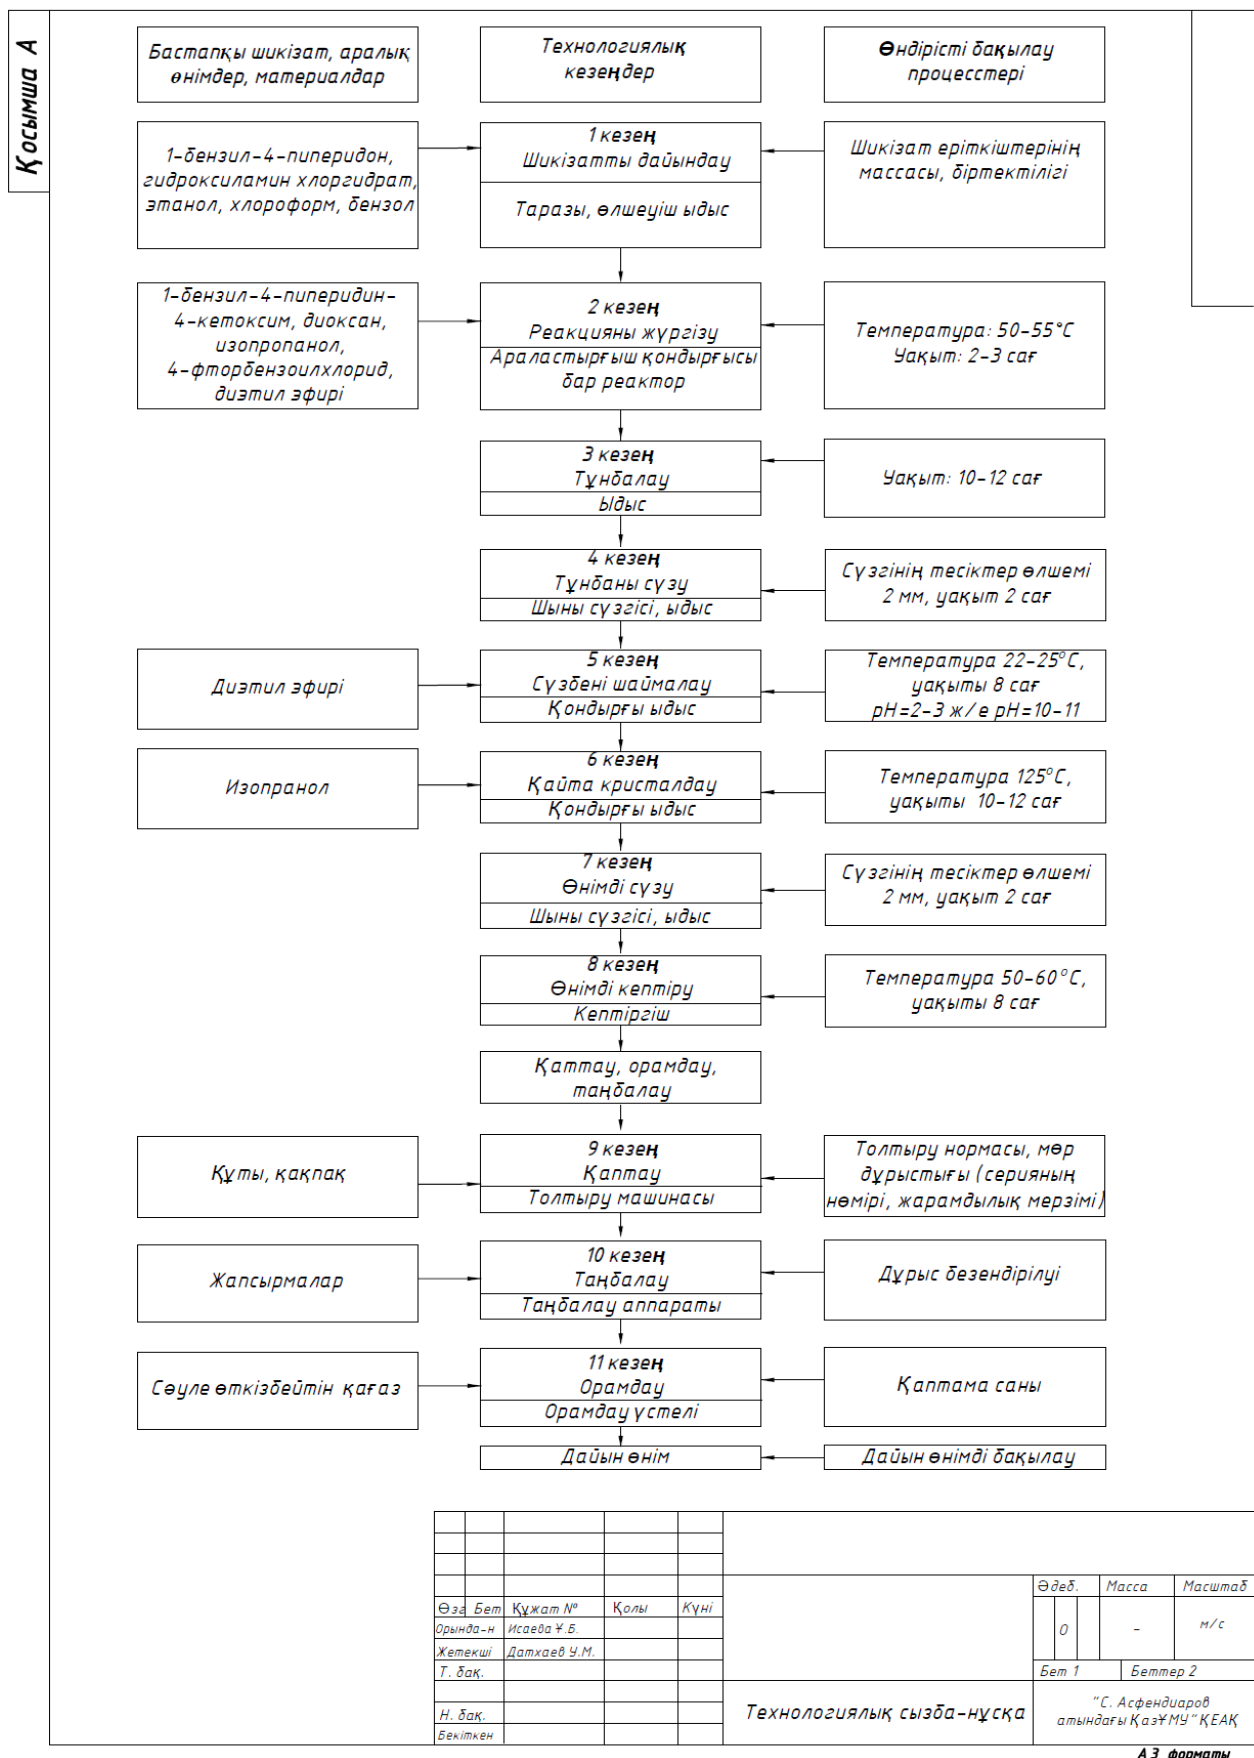 Қосымша А
Бастапқы шикізат, аралық
өнімдер, материалдар
Технологиялық
кезеңдер
Өндірісті бақылау
процесстері
1-бензил-4-пиперидон,
гидроксиламин хлоргидрат,
этанол, хлороформ, бензол
1 кезең
Шикізатты дайындау
Таразы, өлшеуіш ыдыс
Шикізат еріткіштерінің
массасы, біртектілігі
1-бензил-4-пиперидин-
4-кетоксим, диоксан,
изопропанол,
4-фторбензоилхлорид,
диэтил эфирі
2 кезең
Реакцияны жүргізу
Араластырғыш қондырғысы
бар реактор
Температура: 50-55°C
Уақыт: 2-3 сағ
3 кезең
Тұнбалау
Ыдыс
Уақыт: 10-12 сағ
4 кезең
Тұнбаны сүзу
Шыны сүзгісі, ыдыс
Сүзгінің тесіктер өлшемі
2 мм, уақыт 2 сағ
Диэтил эфирі
5 кезең
Сүзбені шаймалау
Қондырғы ыдыс
Температура 22-25°C,
уақыты 8 сағ
pH=2-3 ж/е pH=10-11
Изопранол
6 кезең
Қайта кристалдау
Қондырғы ыдыс
Температура 125°C,
уақыты 10-12 сағ
7 кезең
Өнімді сүзу
Шыны сүзгісі, ыдыс
Сүзгінің тесіктер өлшемі
2 мм, уақыт 2 сағ
8 кезең
Өнімді кептіру
Кептіргіш
Температура 50-60°C,
уақыты 8 сағ
Қаттау, орамдау,
таңбалау
Құты, қақпақ
9 кезең
Қаптау
Толтыру машинасы
Толтыру нормасы, мөр
дұрыстығы (серияның
нөмірі, жарамдылық мерзімі)
Жапсырмалар
10 кезең
Таңбалау
Таңбалау аппараты
Дұрыс безендірілуі
Сәуле өткізбейтін қағаз
11 кезең
Орамдау
Орамдау үстелі
Қаптама саны
Дайын өнім
Дайын өнімді бақылау
Әдеб. Масса Масштаб
Өзг Бет Құжат № Қолы Күні
Орында-н Исаева Ұ.Б.
О - м/с
Жетекші Датхаев У.М.
Т. бақ.
Бет 1 Беттер 2
Технологиялық сызба-нұсқа
"С. Асфендиаров
атындағы ҚазҰМУ" ҚЕАҚ
Н. бақ.
Бекіткен
А3 форматы